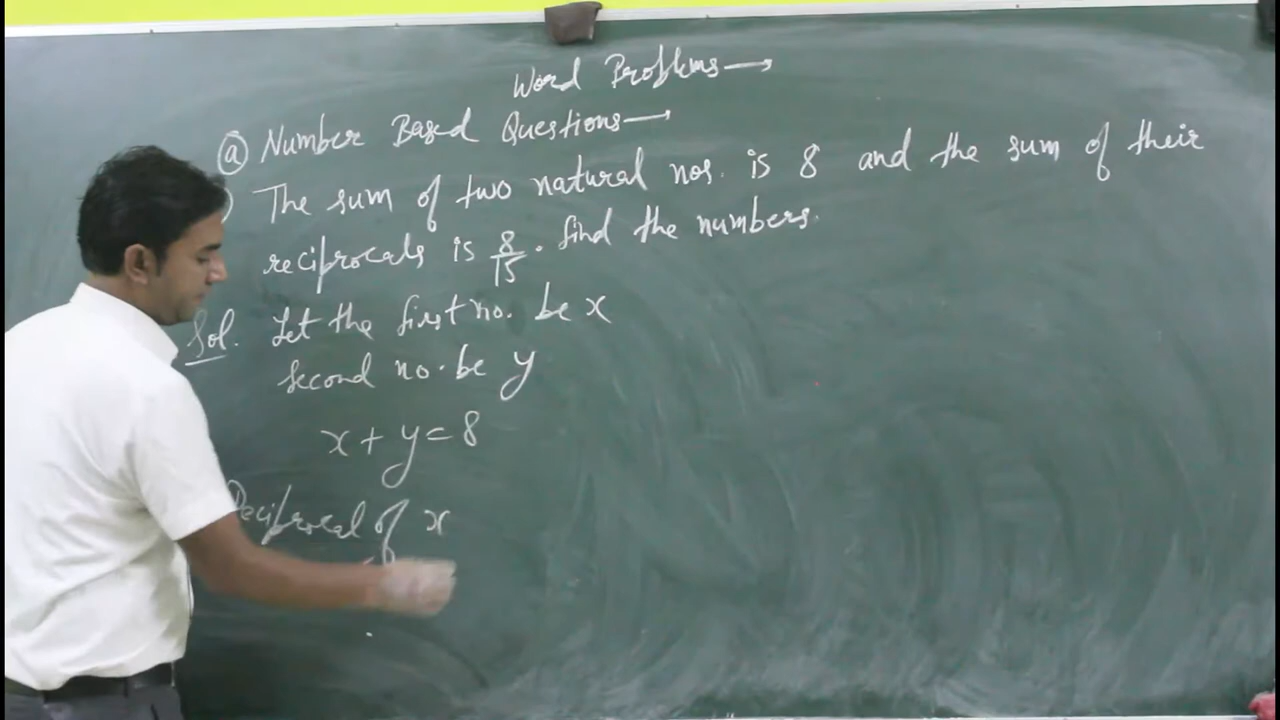 Word Problems →
ⓐ Number Based Questions →
) The sum of two natural nos. is 8 and the sum of their
reciprocals is 8/15. find the numbers.
Sol. Let the first no. be x
second no. be y
x + y = 8
Reciprocal of x